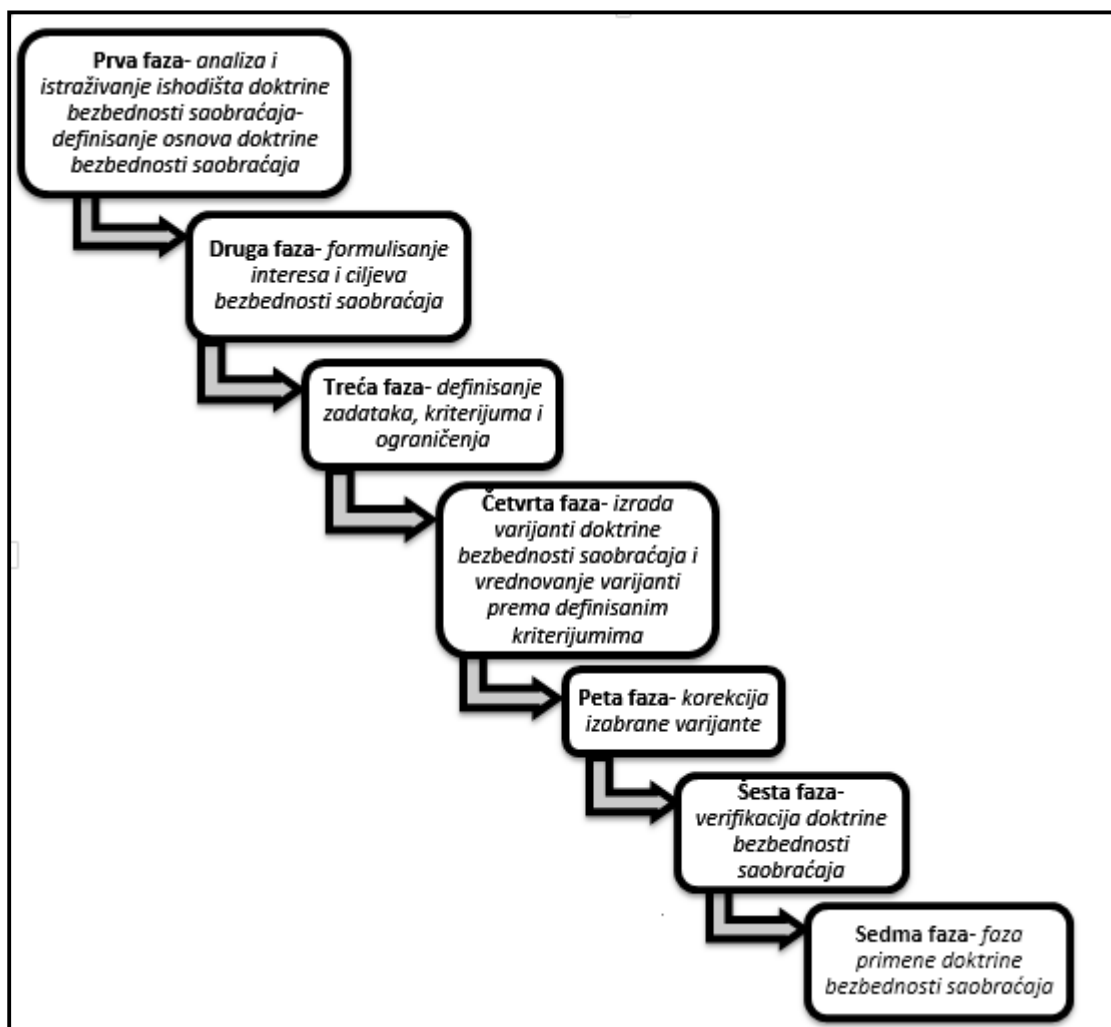 Prva faza- analiza i
istraživanje ishodišta doktrine
bezbednosti saobraćaja-
definisanje osnova doktrine
bezbednosti saobraćaja
Druga faza- formulisanje
interesa i ciljeva
bezbednosti saobraćaja
Treća faza- definisanje
zadataka, kriterijuma i
ograničenja
Četvrta faza- izrada
varijanti doktrine
bezbednosti saobraćaja i
vrednovanje varijanti
prema definisanim
kriterijumima
Peta faza- korekcija
izabrane varijante
Šesta faza-
verifikacija doktrine
bezbednosti
saobraćaja
Sedma faza- faza
primene doktrine
bezbednosti saobraćaja